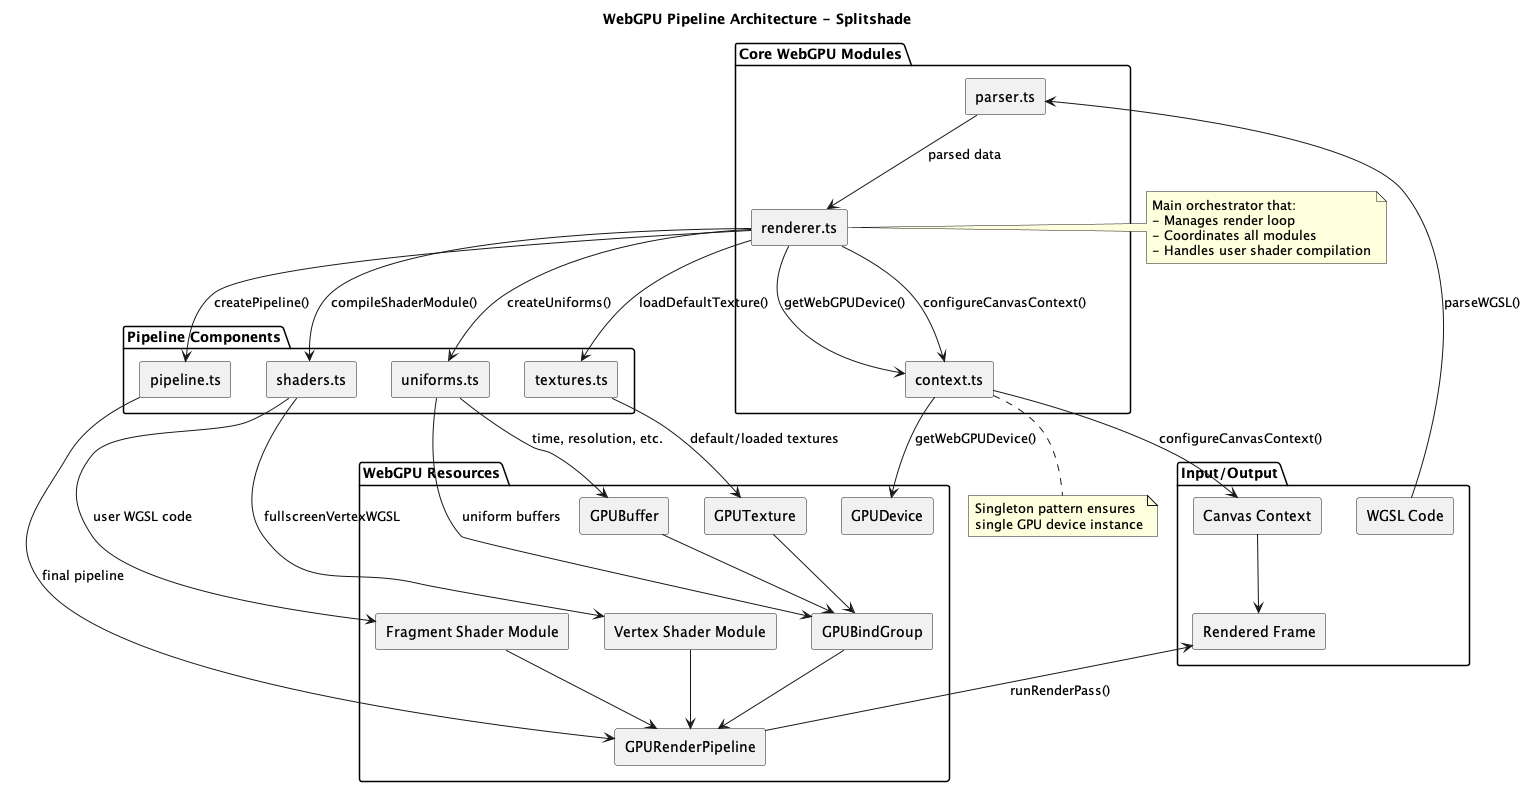 WebGPU Pipeline Architecture - Splitshade
Core WebGPU Modules
parser.ts
parsed data
Main orchestrator that:
- Manages render loop
- Coordinates all modules
- Handles user shader compilation
renderer.ts
createPipeline()
compileShaderModule()
createUniforms()
loadDefaultTexture()
getWebGPUDevice()
configureCanvasContext()
parseWGSL()
Pipeline Components
pipeline.ts
shaders.ts
uniforms.ts
textures.ts
context.ts
time, resolution, etc.
default/loaded textures
getWebGPUDevice()
configureCanvasContext()
WebGPU Resources
Input/Output
user WGSL code
fullscreenVertexWGSL
uniform buffers
GPUBuffer
GPUTexture
GPUDevice
Singleton pattern ensures
single GPU device instance
Canvas Context
WGSL Code
final pipeline
Fragment Shader Module
Vertex Shader Module
GPUBindGroup
Rendered Frame
runRenderPass()
GPURenderPipeline